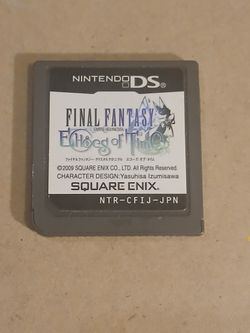 NINTENDO DS
FINAL FANTASY
Echoes of Time
ファイナルファンタジー・クリスタルクロニクル エコーズ・オブ・タイム
©2009 SQUARE ENIX CO., LTD. All Rights Reserved.
CHARACTER DESIGN:Yasuhisa Izumisawa
SQUARE ENIX
NTR-CFIJ-JPN